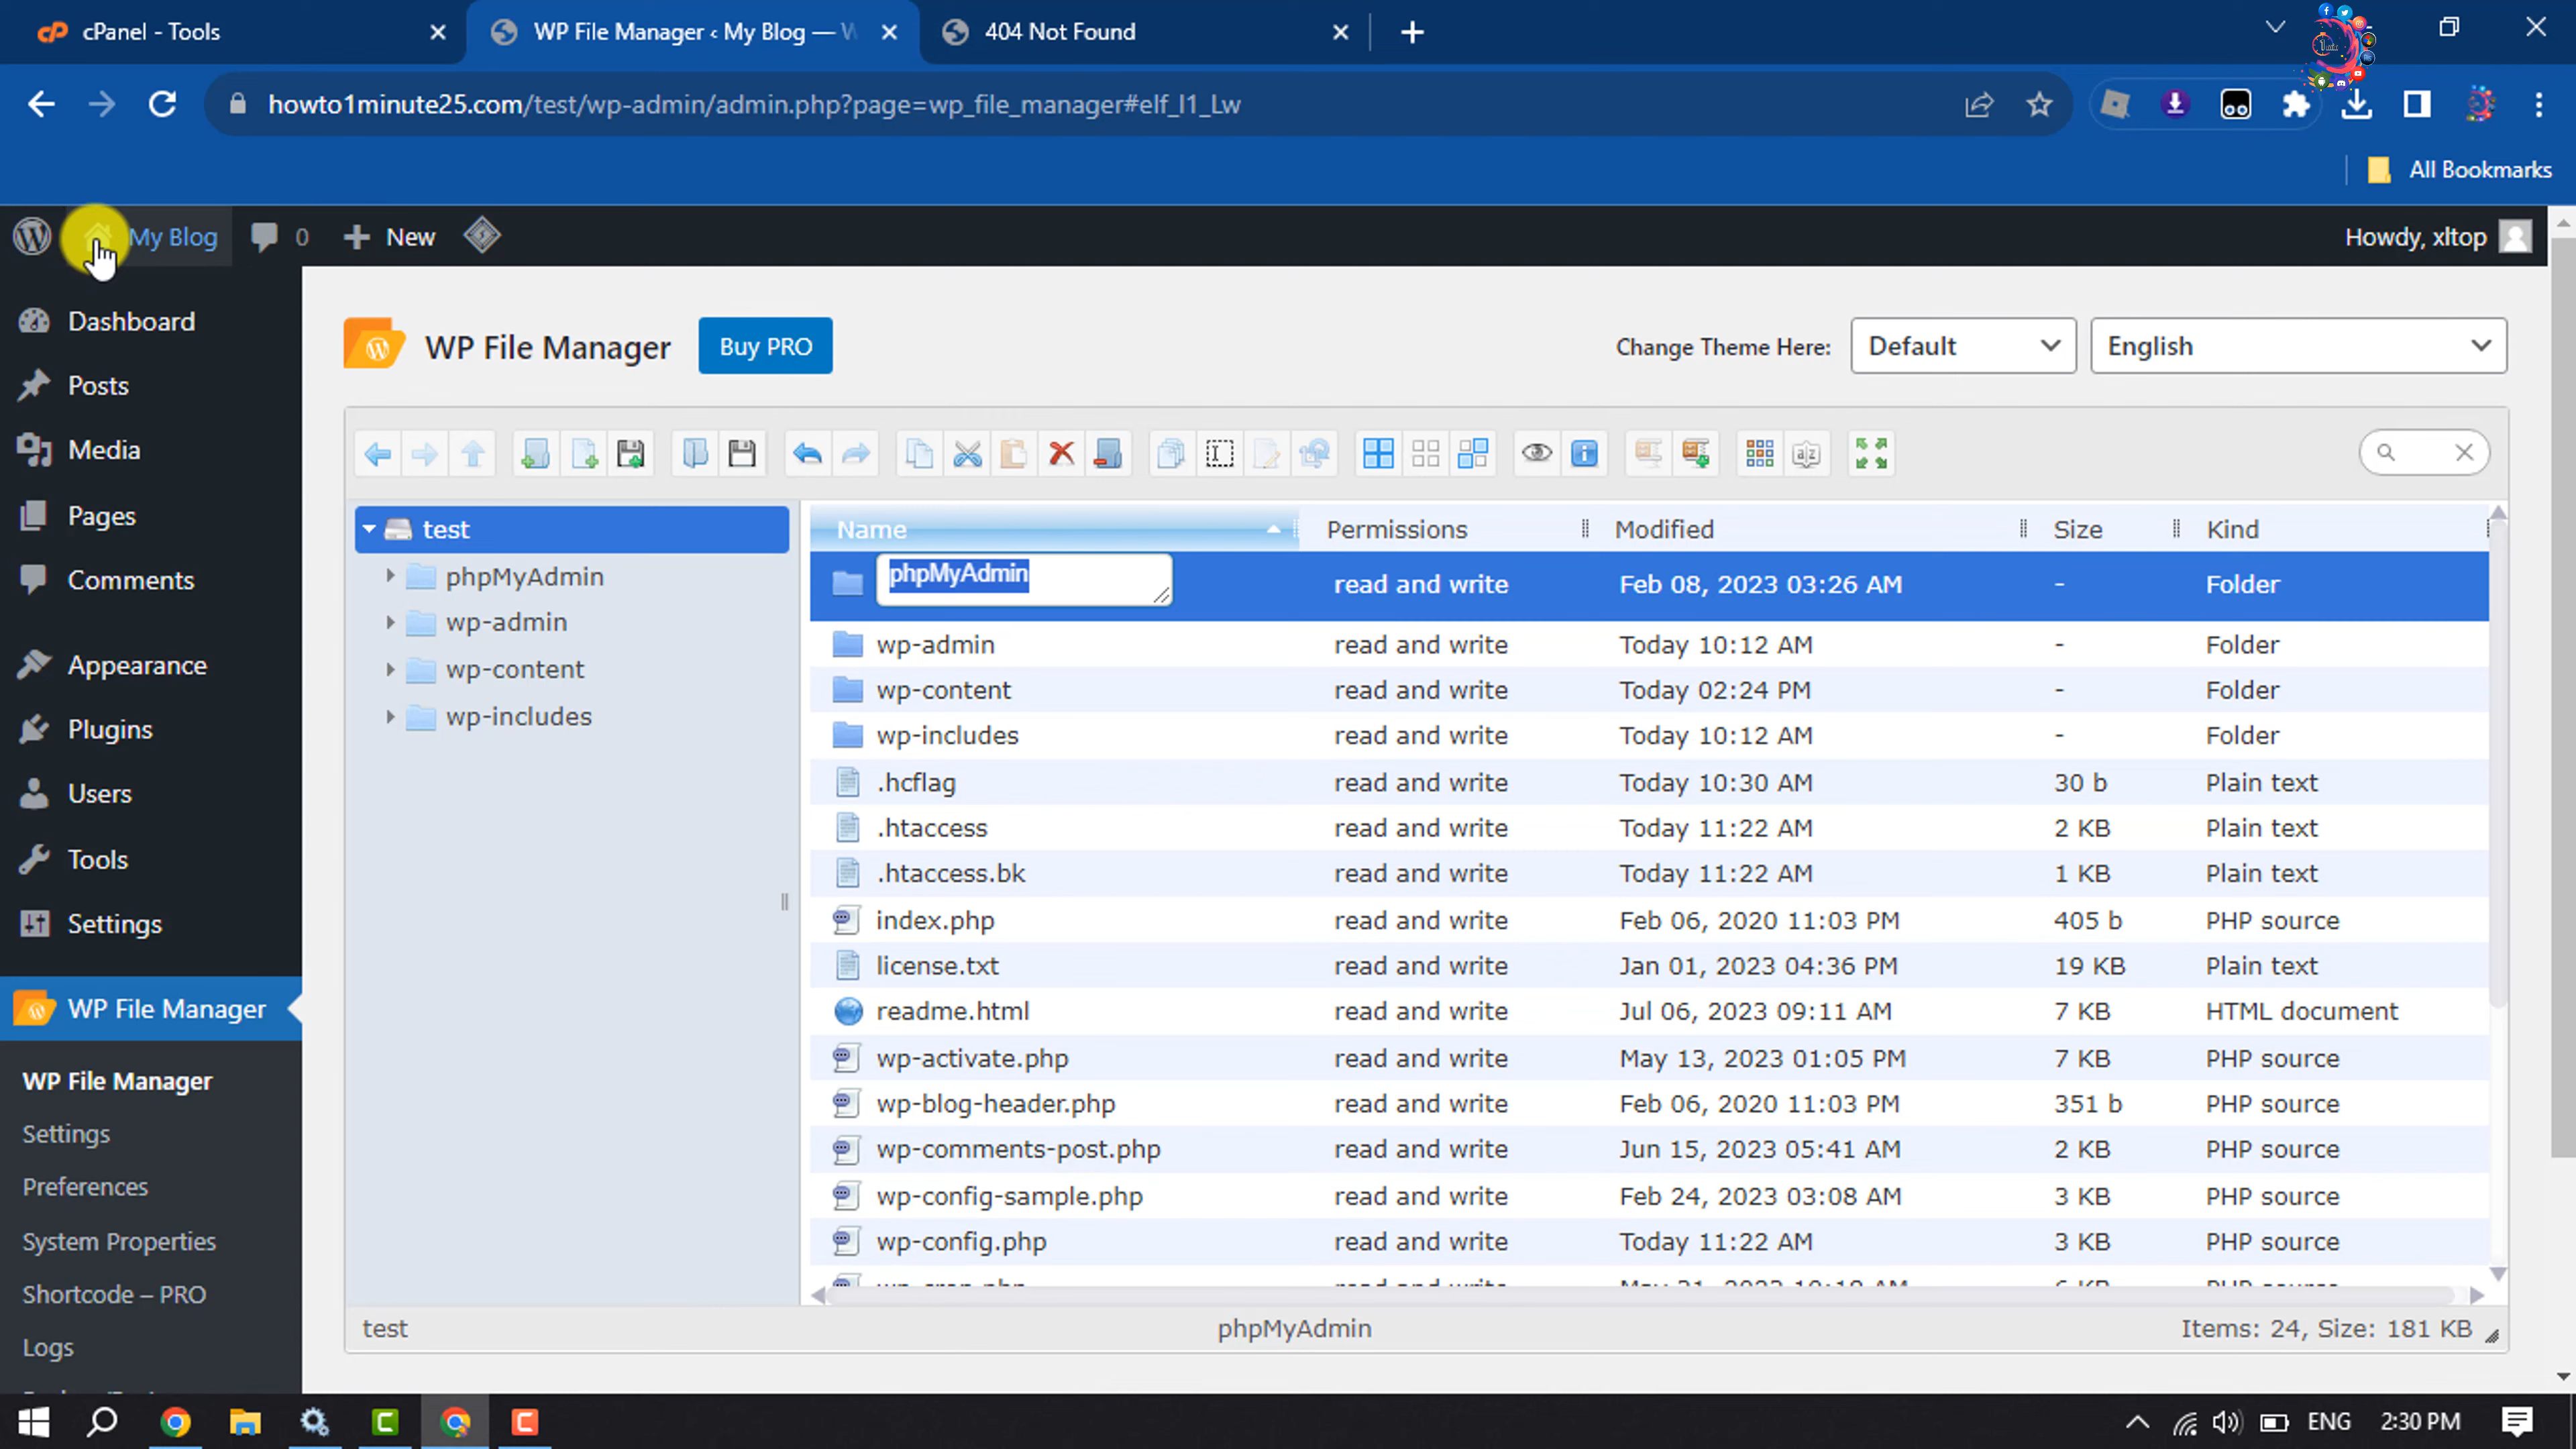 cPanel - Tools
WP File Manager ‹ My Blog — W
404 Not Found
howto1minute25.com/test/wp-admin/admin.php?page=wp_file_manager#elf_l1_Lw
All Bookmarks
My Blog
0
New
Howdy, xltop
Dashboard
Posts
Media
Pages
Comments
Appearance
Plugins
Users
Tools
Settings
WP File Manager
WP File Manager
Settings
Preferences
System Properties
Shortcode – PRO
Logs
WP File Manager
Buy PRO
Change Theme Here:
Default
English
test
phpMyAdmin
wp-admin
wp-content
wp-includes
Name Permissions Modified Size Kind
phpMyAdmin read and write Feb 08, 2023 03:26 AM - Folder
wp-admin read and write Today 10:12 AM - Folder
wp-content read and write Today 02:24 PM - Folder
wp-includes read and write Today 10:12 AM - Folder
.hcflag read and write Today 10:30 AM 30 b Plain text
.htaccess read and write Today 11:22 AM 2 KB Plain text
.htaccess.bk read and write Today 11:22 AM 1 KB Plain text
index.php read and write Feb 06, 2020 11:03 PM 405 b PHP source
license.txt read and write Jan 01, 2023 04:36 PM 19 KB Plain text
readme.html read and write Jul 06, 2023 09:11 AM 7 KB HTML document
wp-activate.php read and write May 13, 2023 01:05 PM 7 KB PHP source
wp-blog-header.php read and write Feb 06, 2020 11:03 PM 351 b PHP source
wp-comments-post.php read and write Jun 15, 2023 05:41 AM 2 KB PHP source
wp-config-sample.php read and write Feb 24, 2023 03:08 AM 3 KB PHP source
wp-config.php read and write Today 11:22 AM 3 KB PHP source
test
phpMyAdmin
Items: 24, Size: 181 KB
ENG
2:30 PM